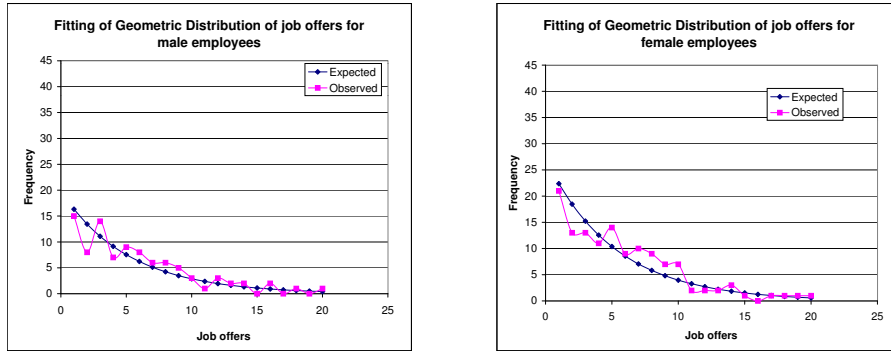 Fitting of Geometric Distribution of job offers for
male employees
45
40
35
30
25
20
15
10
5
0
Frequency
Expected
Observed
0 5 10 15 20 25
Job offers
Fitting of Geometric Distribution of job offers for
female employees
45
40
35
30
25
20
15
10
5
0
Frequency
Expected
Observed
0 5 10 15 20 25
Job offers